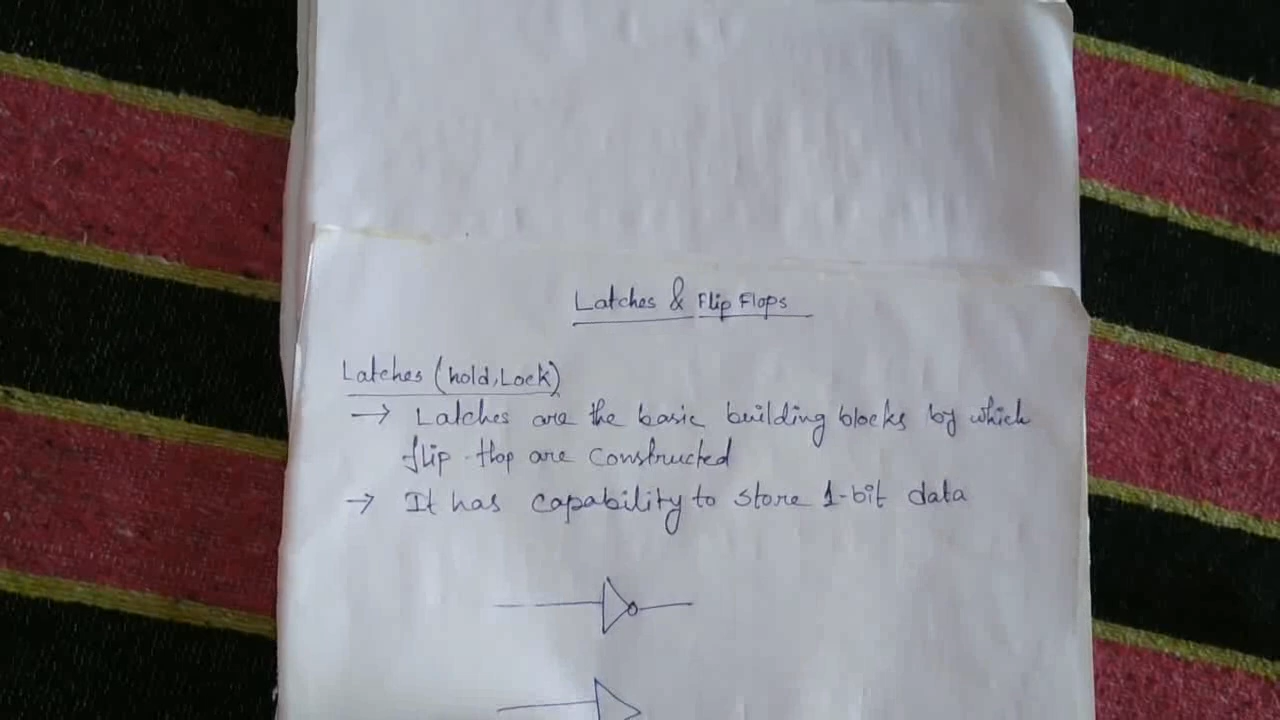 Latches & Flip Flops
Latches (hold, Lock)
→ Latches are the basic building blocks by which
flip-flop are constructed
→ It has capability to store 1-bit data